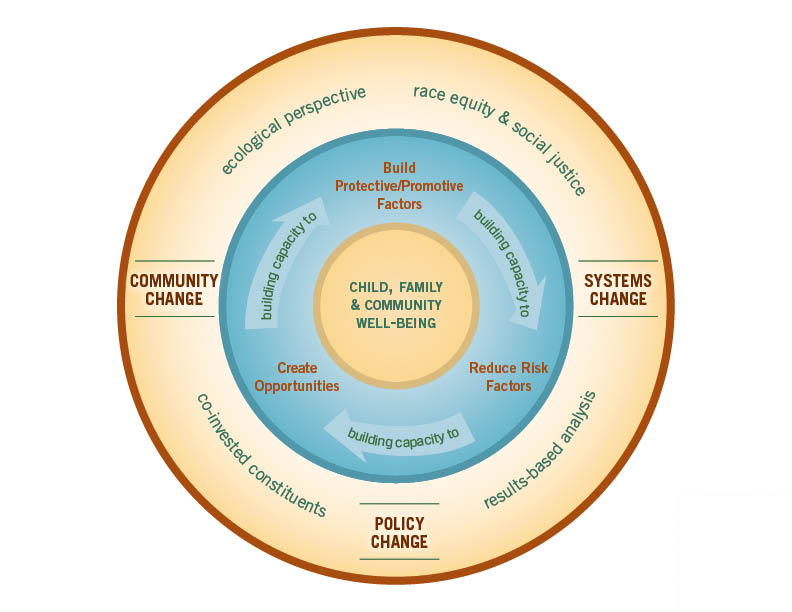 ecological perspective
race equity & social justice
Build
Protective/Promotive
Factors
building capacity to
building capacity to
COMMUNITY
CHANGE
CHILD, FAMILY
& COMMUNITY
WELL-BEING
SYSTEMS
CHANGE
Create
Opportunities
Reduce Risk
Factors
building capacity to
co-invested constituents
results-based analysis
POLICY
CHANGE